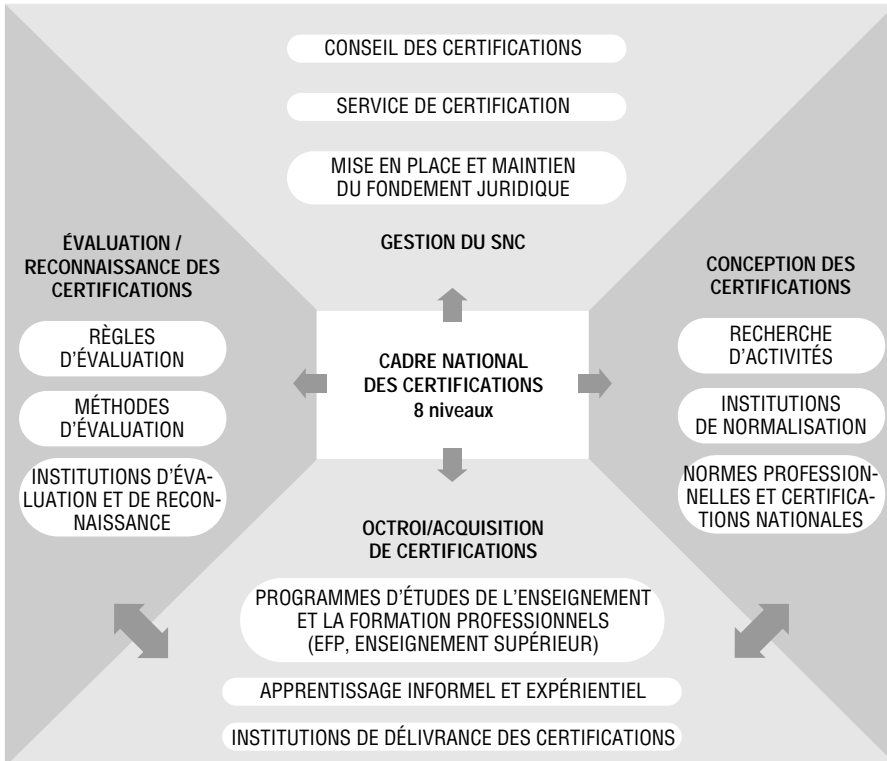 CONSEIL DES CERTIFICATIONS
SERVICE DE CERTIFICATION
MISE EN PLACE ET MAINTIEN
DU FONDEMENT JURIDIQUE
GESTION DU SNC
ÉVALUATION /
RECONNAISSANCE DES
CERTIFICATIONS
RÈGLES
D’ÉVALUATION
MÉTHODES
D’ÉVALUATION
INSTITUTIONS D’ÉVA-
LUATION ET DE RECON-
NAISSANCE
CADRE NATIONAL
DES CERTIFICATIONS
8 niveaux
CONCEPTION DES
CERTIFICATIONS
RECHERCHE
D’ACTIVITÉS
INSTITUTIONS
DE NORMALISATION
NORMES PROFESSION-
NELLES ET CERTIFICA-
TIONS NATIONALES
OCTROI/ACQUISITION
DE CERTIFICATIONS
PROGRAMMES D’ÉTUDES DE L’ENSEIGNEMENT
ET LA FORMATION PROFESSIONNELS
(EFP, ENSEIGNEMENT SUPÉRIEUR)
APPRENTISSAGE INFORMEL ET EXPÉRIENTIEL
INSTITUTIONS DE DÉLIVRANCE DES CERTIFICATIONS